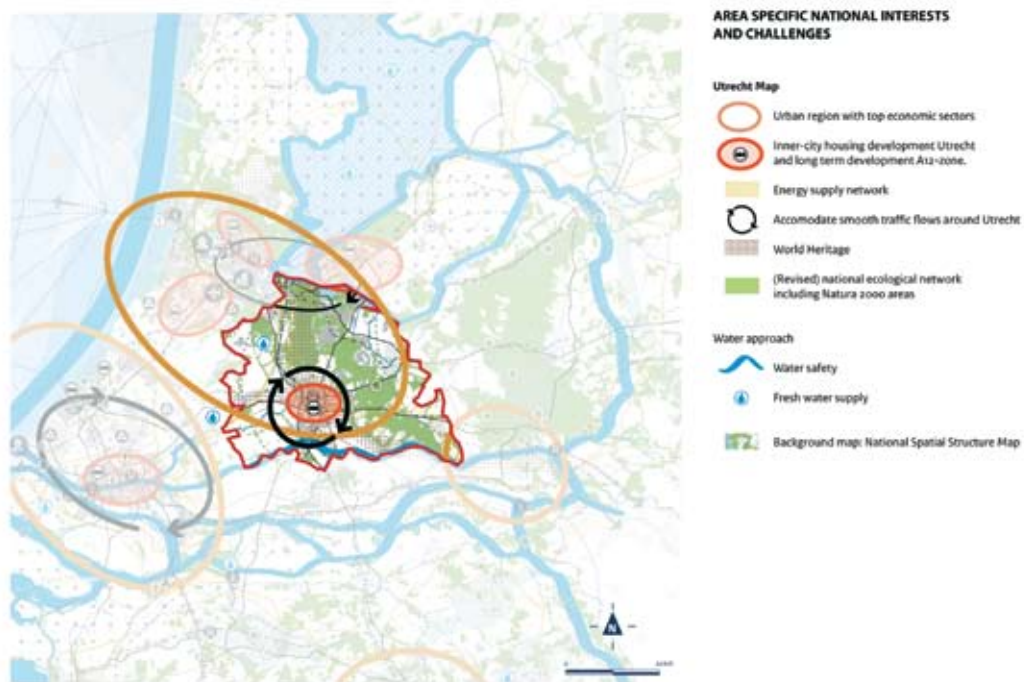 AREA SPECIFIC NATIONAL INTERESTS
AND CHALLENGES
Utrecht Map
Urban region with top economic sectors
Inner-city housing development Utrecht
and long term development A12-zone.
Energy supply network
Accomodate smooth traffic flows around Utrecht
World Heritage
(Revised) national ecological network
including Natura 2000 areas
Water approach
Water safety
Fresh water supply
Background map: National Spatial Structure Map
N
0